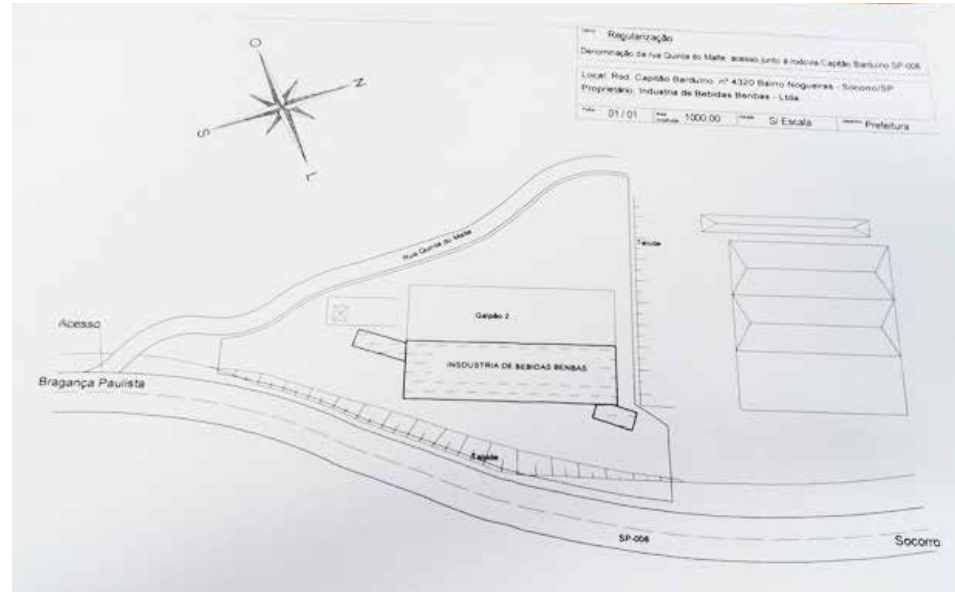 Regularização
Denominação da rua Quinta do Malte, acesso junto a rodovia Capitão Barduino SP-008
Local: Rod. Capitão Barduino, nº 4320 Bairro Nogueiras - Socorro/SP
Proprietário: Industria de Bebidas Benbas - Ltda
01/01
1000,00
S/ Escala
Prefeitura
O
N
S
L
Rua Quinta do Malte
Talude
Acesso
Galpão 2
INSDUSTRIA DE BEBIDAS BENBAS
Bragança Paulista
Talude
SP-008
Socorro